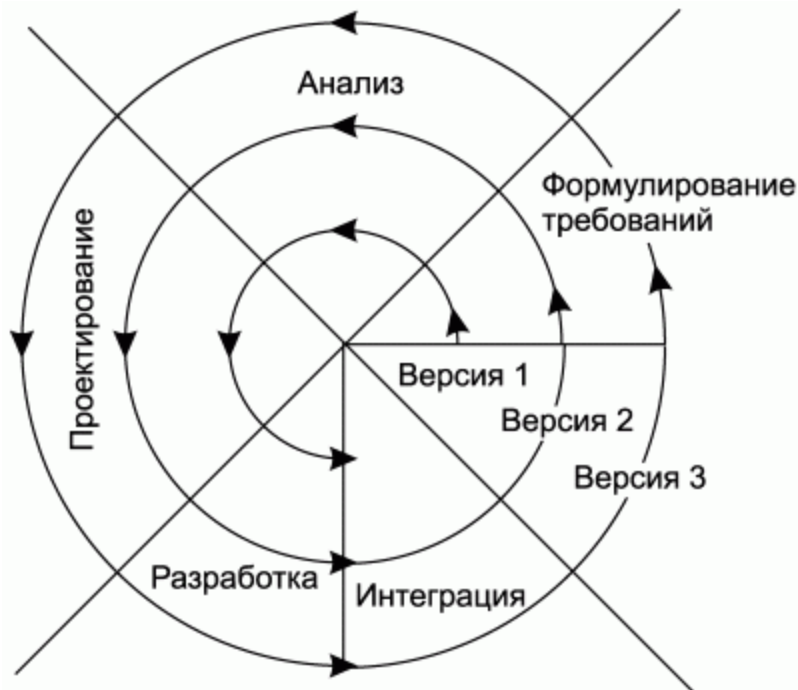 Анализ
Формулирование
требований
Проектирование
Версия 1
Версия 2
Версия 3
Разработка
Интеграция